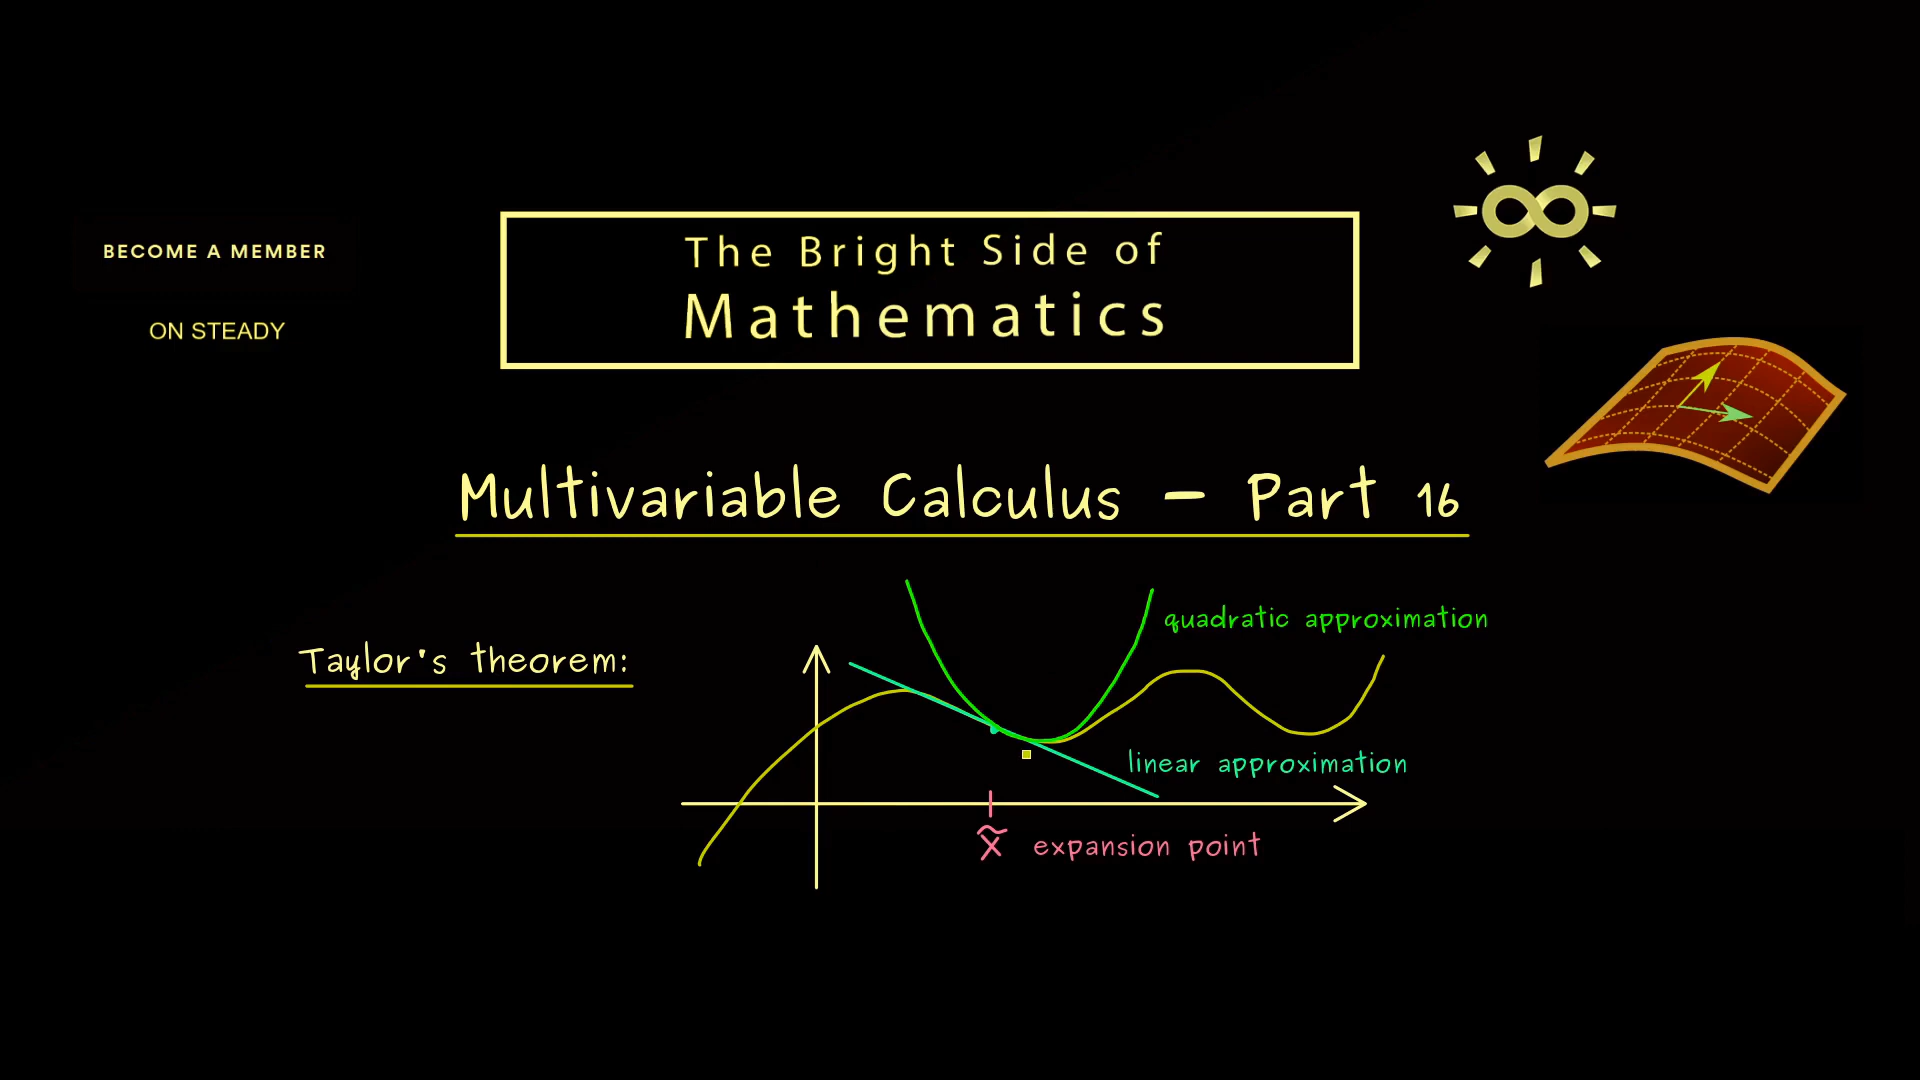 BECOME A MEMBER
ON STEADY
The Bright Side of
Mathematics
Multivariable Calculus – Part 16
Taylor's theorem:
quadratic approximation
linear approximation
x̃ expansion point